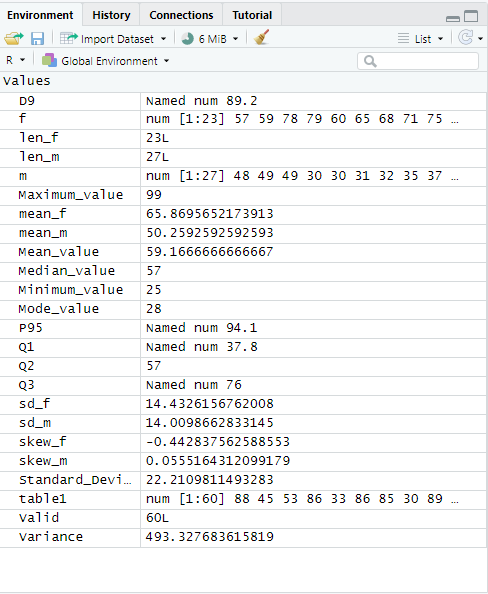 Environment History Connections Tutorial
Import Dataset 6 MiB List
R Global Environment
Values
D9 Named num 89.2
f num [1:23] 57 59 78 79 60 65 68 71 75 …
len_f 23L
len_m 27L
m num [1:27] 48 49 49 30 30 31 32 35 37 …
Maximum_value 99
mean_f 65.8695652173913
mean_m 50.2592592592593
Mean_value 59.1666666666667
Median_value 57
Minimum_value 25
Mode_value 28
P95 Named num 94.1
Q1 Named num 37.8
Q2 57
Q3 Named num 76
sd_f 14.4326156762008
sd_m 14.0098662833145
skew_f -0.442837562588553
skew_m 0.0555164312099179
Standard_Devi… 22.2109811493283
table1 num [1:60] 88 45 53 86 33 86 85 30 89 …
Valid 60L
Variance 493.327683615819